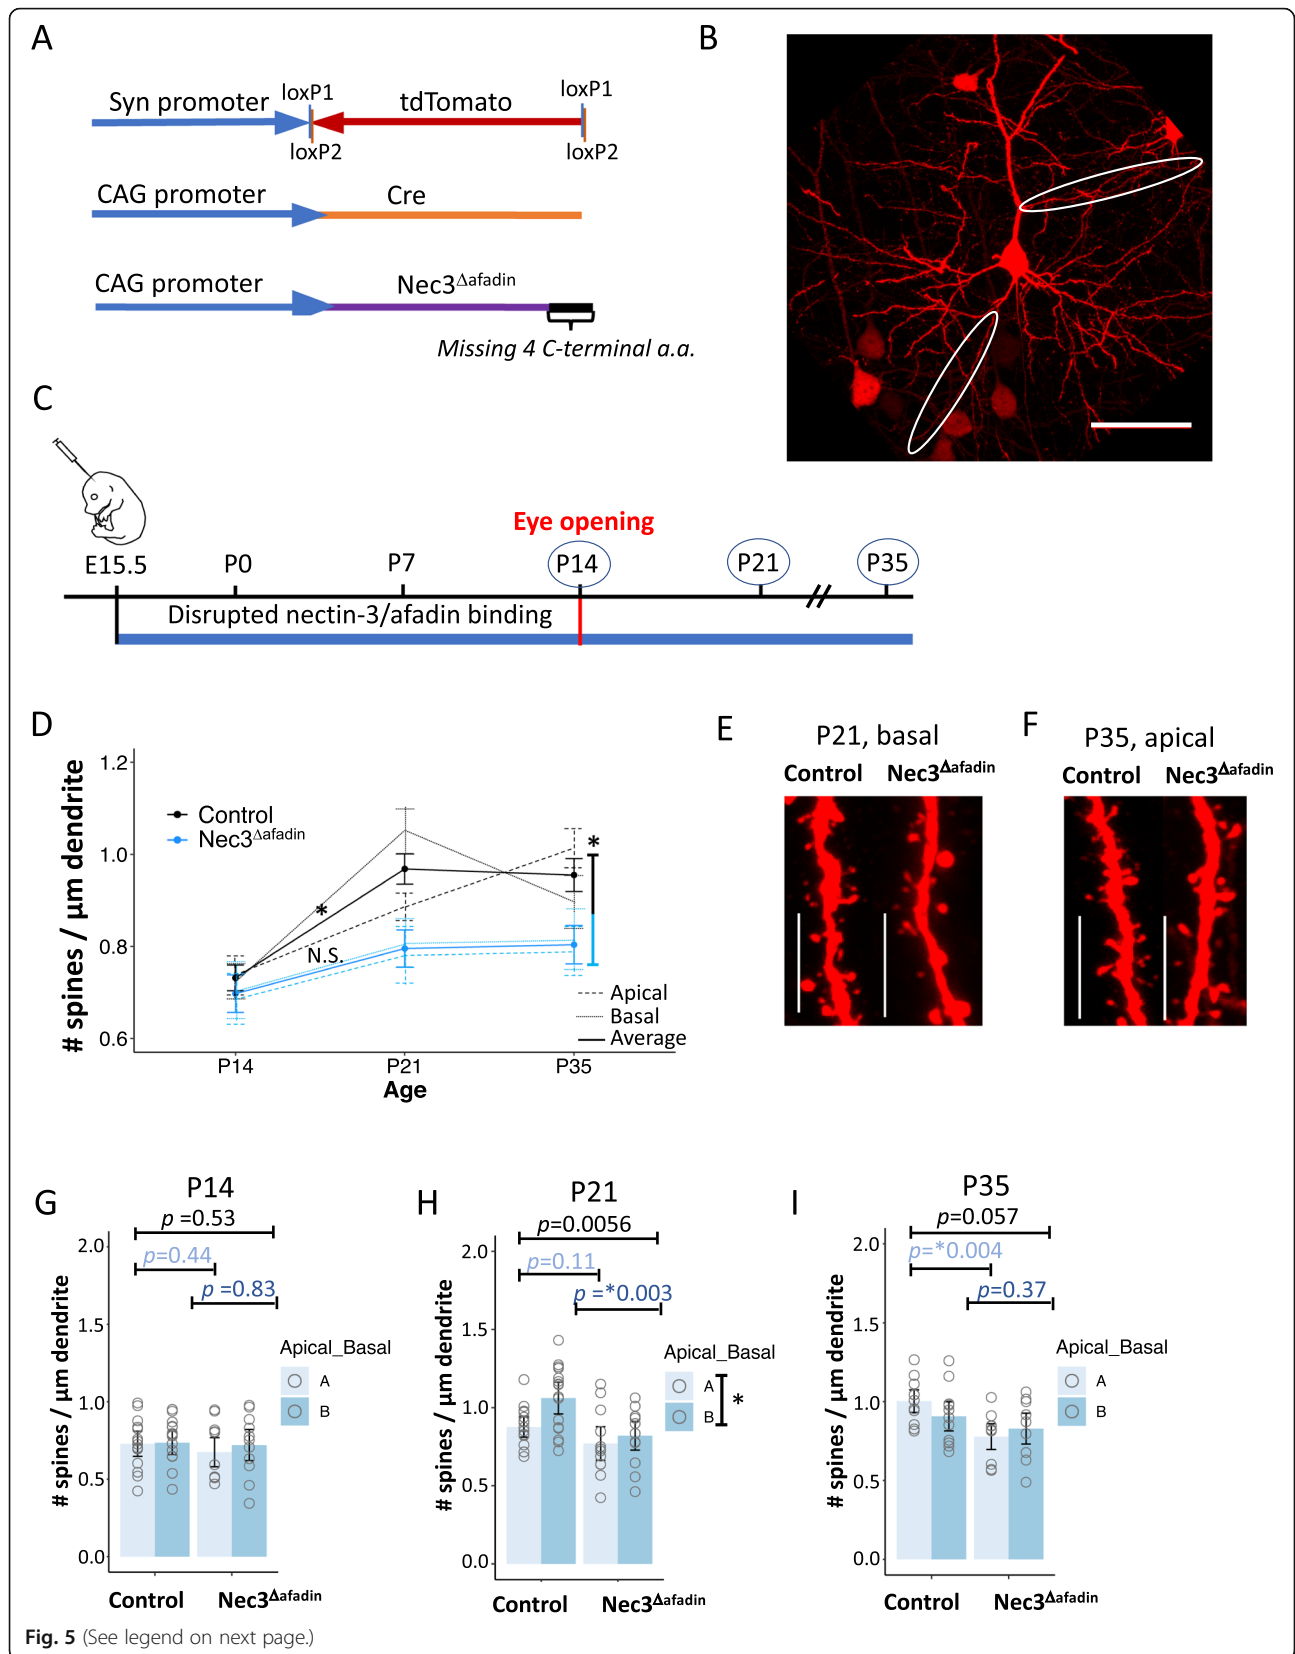 A
Syn promoter
loxP1
tdTomato
loxP1
loxP2
loxP2
CAG promoter
Cre
CAG promoter
Nec3Δafadin
Missing 4 C-terminal a.a.
B
C
Eye opening
E15.5
P0
P7
P14
P21
P35
Disrupted nectin-3/afadin binding
D
# spines / μm dendrite
1.2
1.0
0.8
0.6
Control
Nec3Δafadin
*
N.S.
*
Apical
Basal
Average
P14
P21
P35
Age
E
P21, basal
Control
Nec3Δafadin
F
P35, apical
Control
Nec3Δafadin
G
P14
p =0.53
p=0.44
p =0.83
# spines / μm dendrite
2.0
1.5
1.0
0.5
0.0
Apical_Basal
A
B
Control
Nec3Δafadin
H
P21
p=0.0056
p=0.11
p =*0.003
# spines / μm dendrite
2.0
1.5
1.0
0.5
0.0
Apical_Basal
A
B
*
Control
Nec3Δafadin
I
P35
p=0.057
p=*0.004
p=0.37
# spines / μm dendrite
2.0
1.5
1.0
0.5
0.0
Apical_Basal
A
B
Control
Nec3Δafadin
Fig. 5 (See legend on next page.)